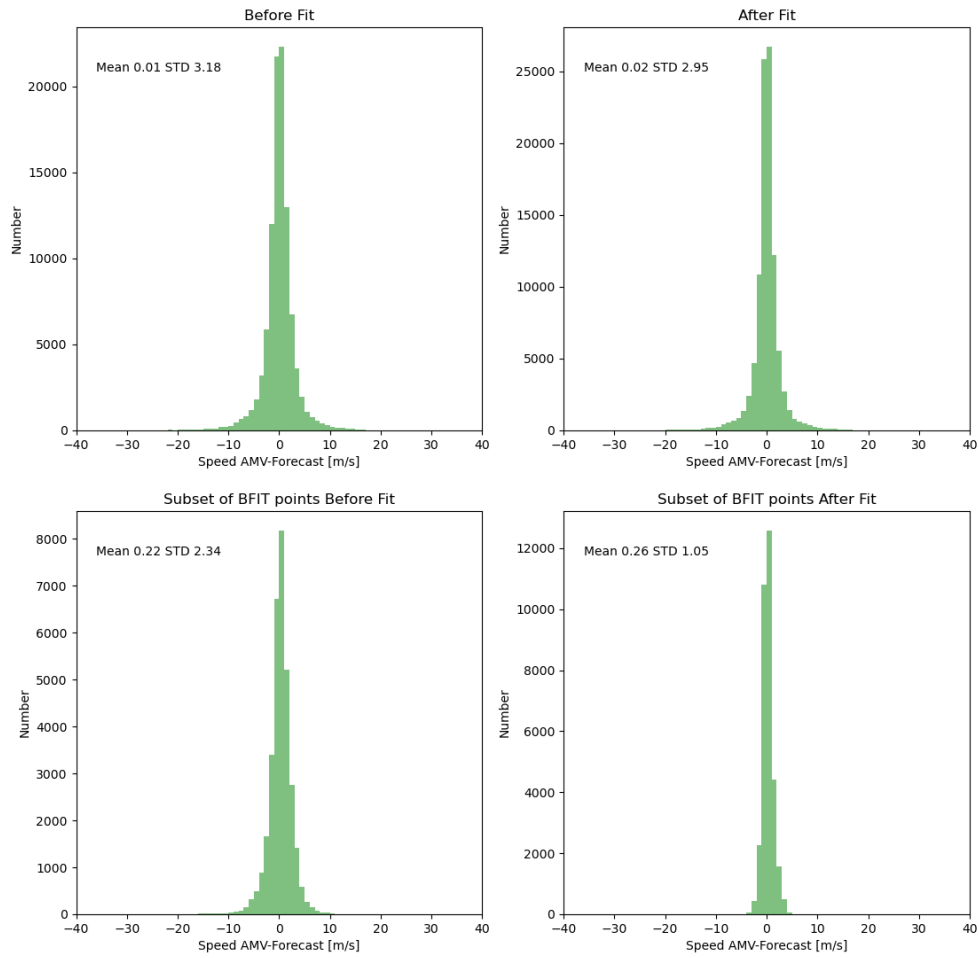 Before Fit
Mean 0.01 STD 3.18
20000
15000
10000
5000
0
Number
−40 −30 −20 −10 0 10 20 30 40
Speed AMV-Forecast [m/s]
After Fit
Mean 0.02 STD 2.95
25000
20000
15000
10000
5000
0
Number
−40 −30 −20 −10 0 10 20 30 40
Speed AMV-Forecast [m/s]
Subset of BFIT points Before Fit
Mean 0.22 STD 2.34
8000
7000
6000
5000
4000
3000
2000
1000
0
Number
−40 −30 −20 −10 0 10 20 30 40
Speed AMV-Forecast [m/s]
Subset of BFIT points After Fit
Mean 0.26 STD 1.05
12000
10000
8000
6000
4000
2000
0
Number
−40 −30 −20 −10 0 10 20 30 40
Speed AMV-Forecast [m/s]